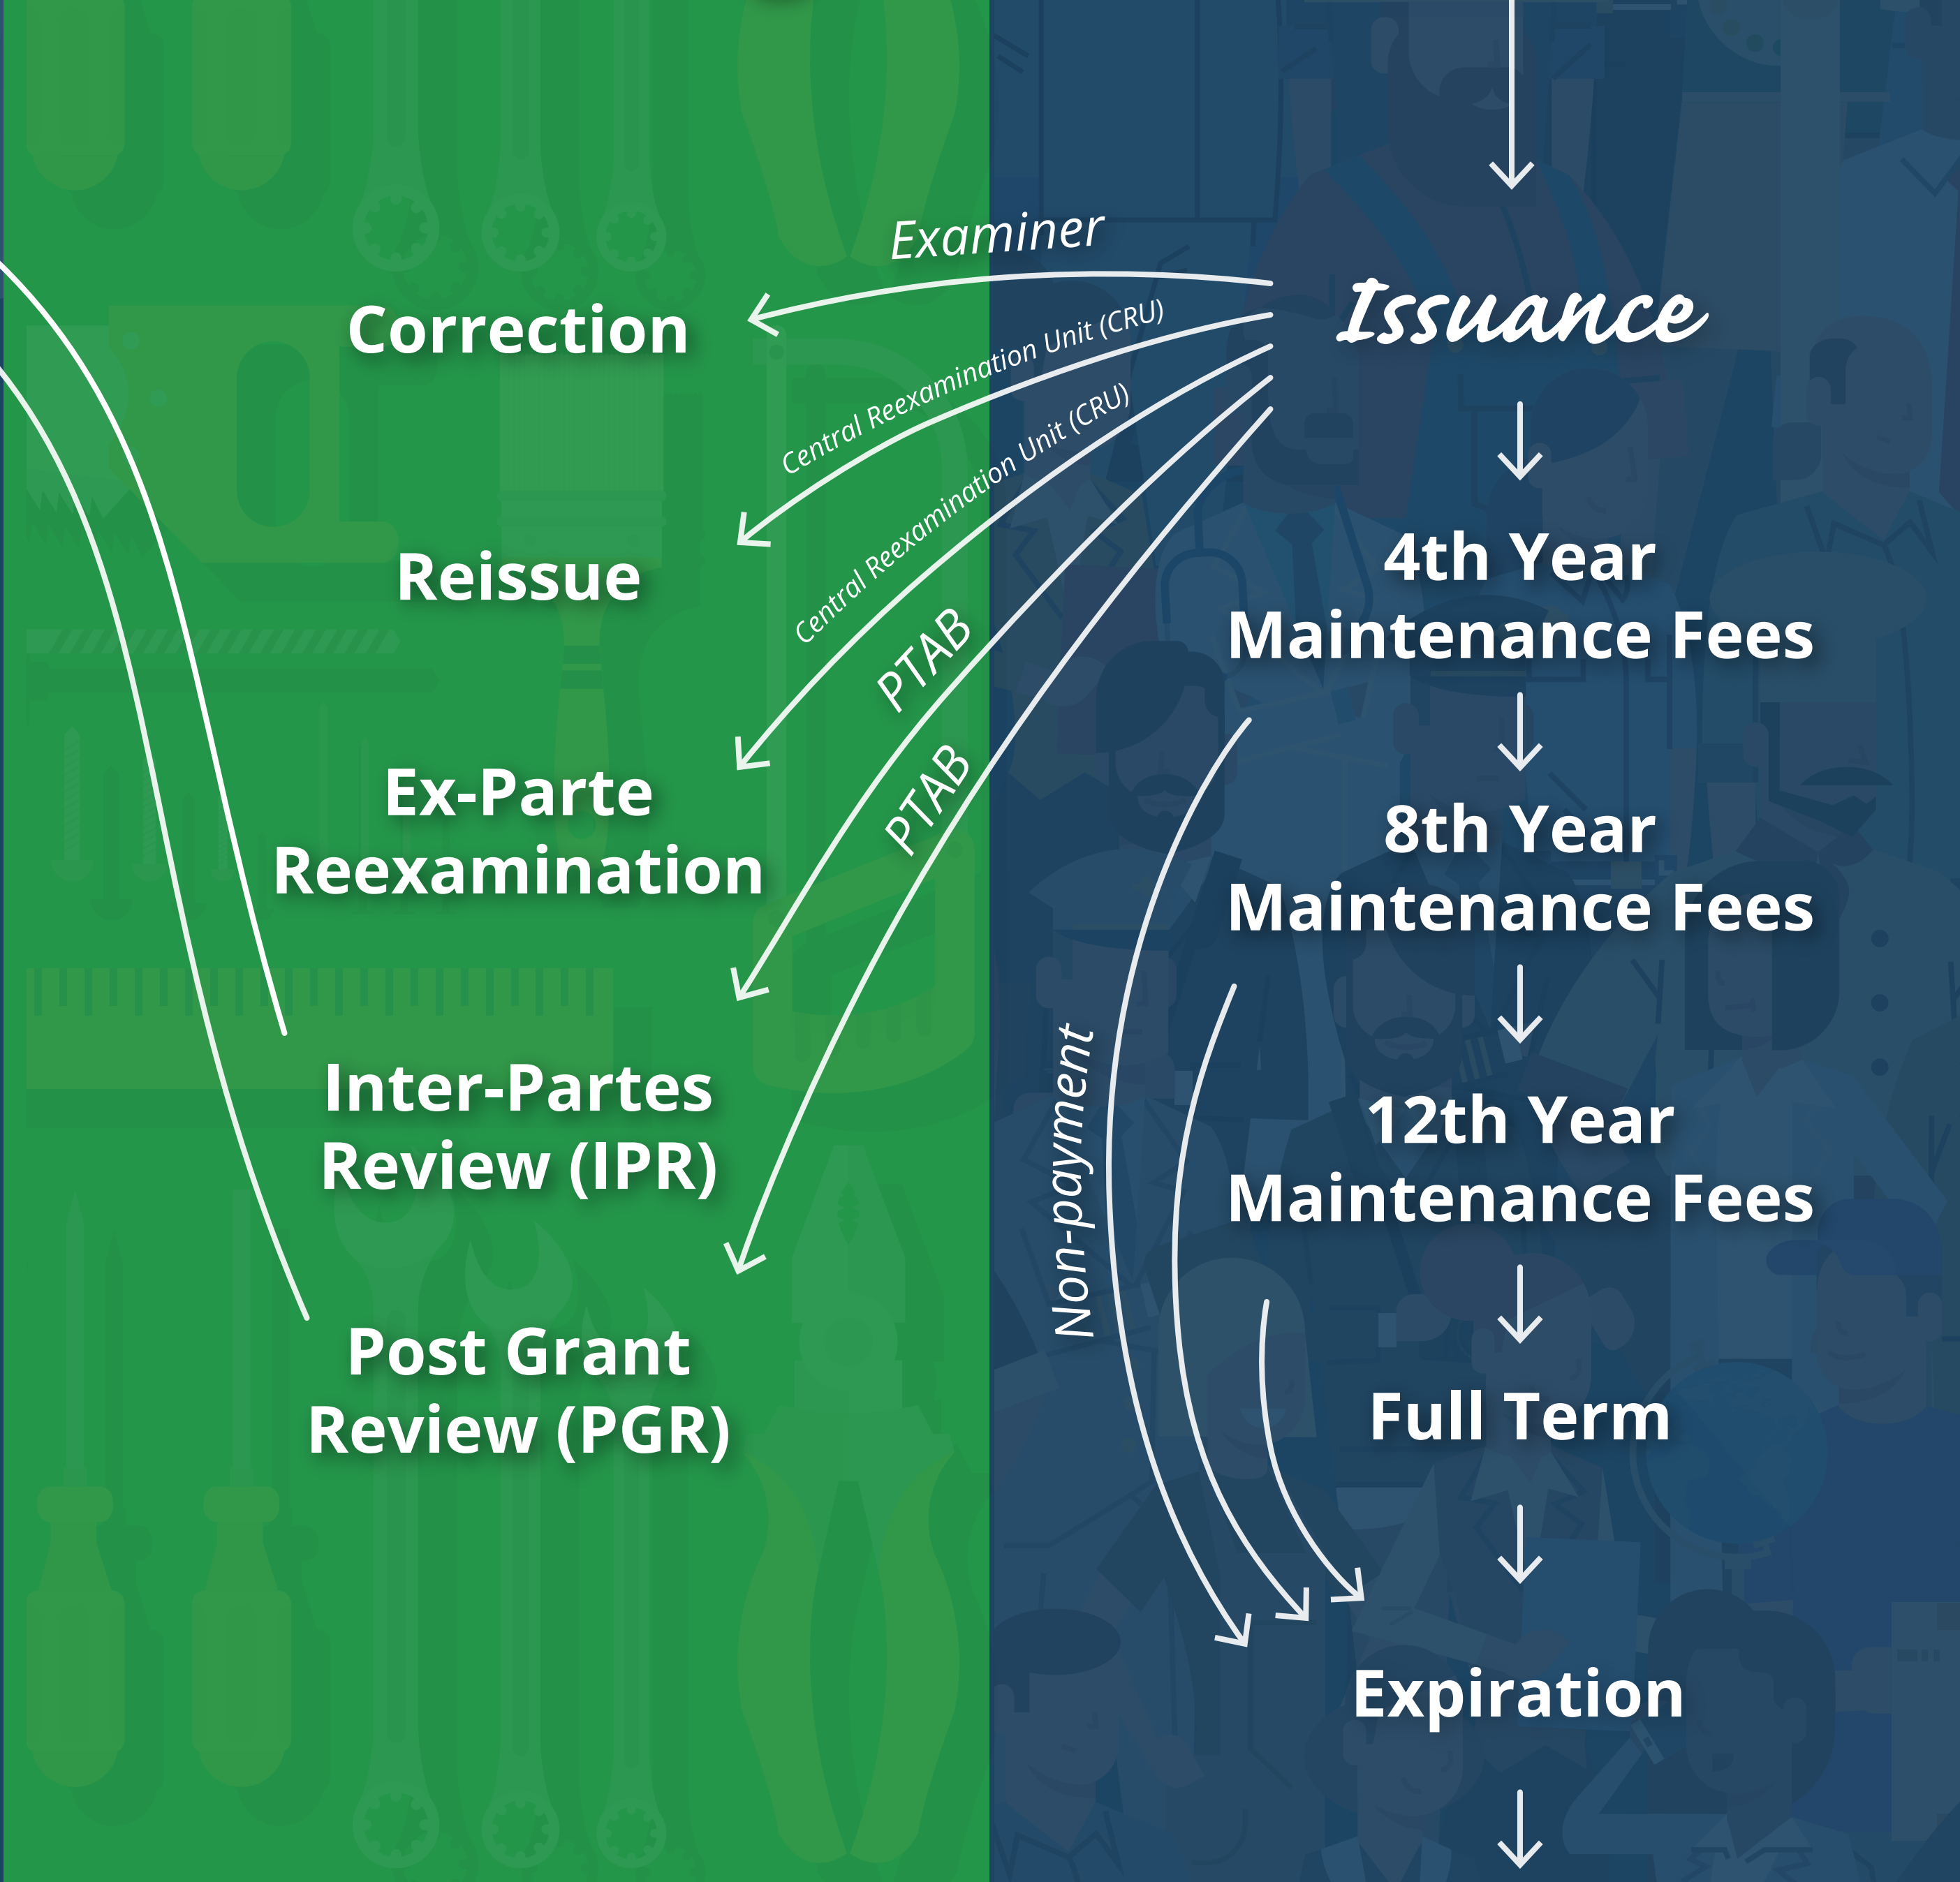 Examiner
Correction
Issuance
Central Reexamination Unit (CRU)
Central Reexamination Unit (CRU)
Reissue
PTAB
PTAB
Ex-Parte
Reexamination
Inter-Partes
Review (IPR)
Post Grant
Review (PGR)
4th Year
Maintenance Fees
8th Year
Maintenance Fees
Non-payment
12th Year
Maintenance Fees
Full Term
Expiration